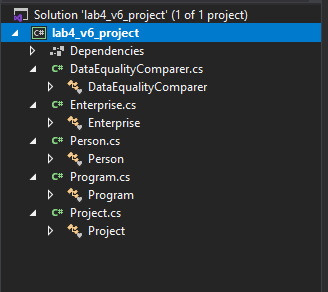 Solution 'lab4_v6_project' (1 of 1 project)
C# lab4_v6_project
Dependencies
C# DataEqualityComparer.cs
DataEqualityComparer
C# Enterprise.cs
Enterprise
C# Person.cs
Person
C# Program.cs
Program
C# Project.cs
Project